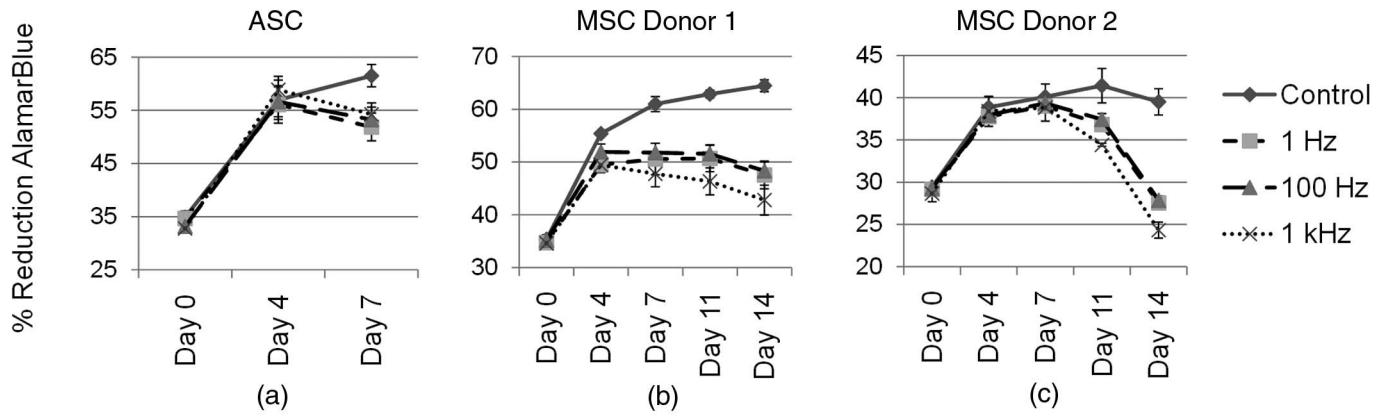 ASC
MSC Donor 1
MSC Donor 2
% Reduction AlamarBlue
65
55
45
35
25
Day 0
Day 4
Day 7
(a)
70
60
50
40
30
Day 0
Day 4
Day 7
Day 11
Day 14
(b)
45
40
35
30
25
20
Day 0
Day 4
Day 7
Day 11
Day 14
(c)
Control
1 Hz
100 Hz
1 kHz